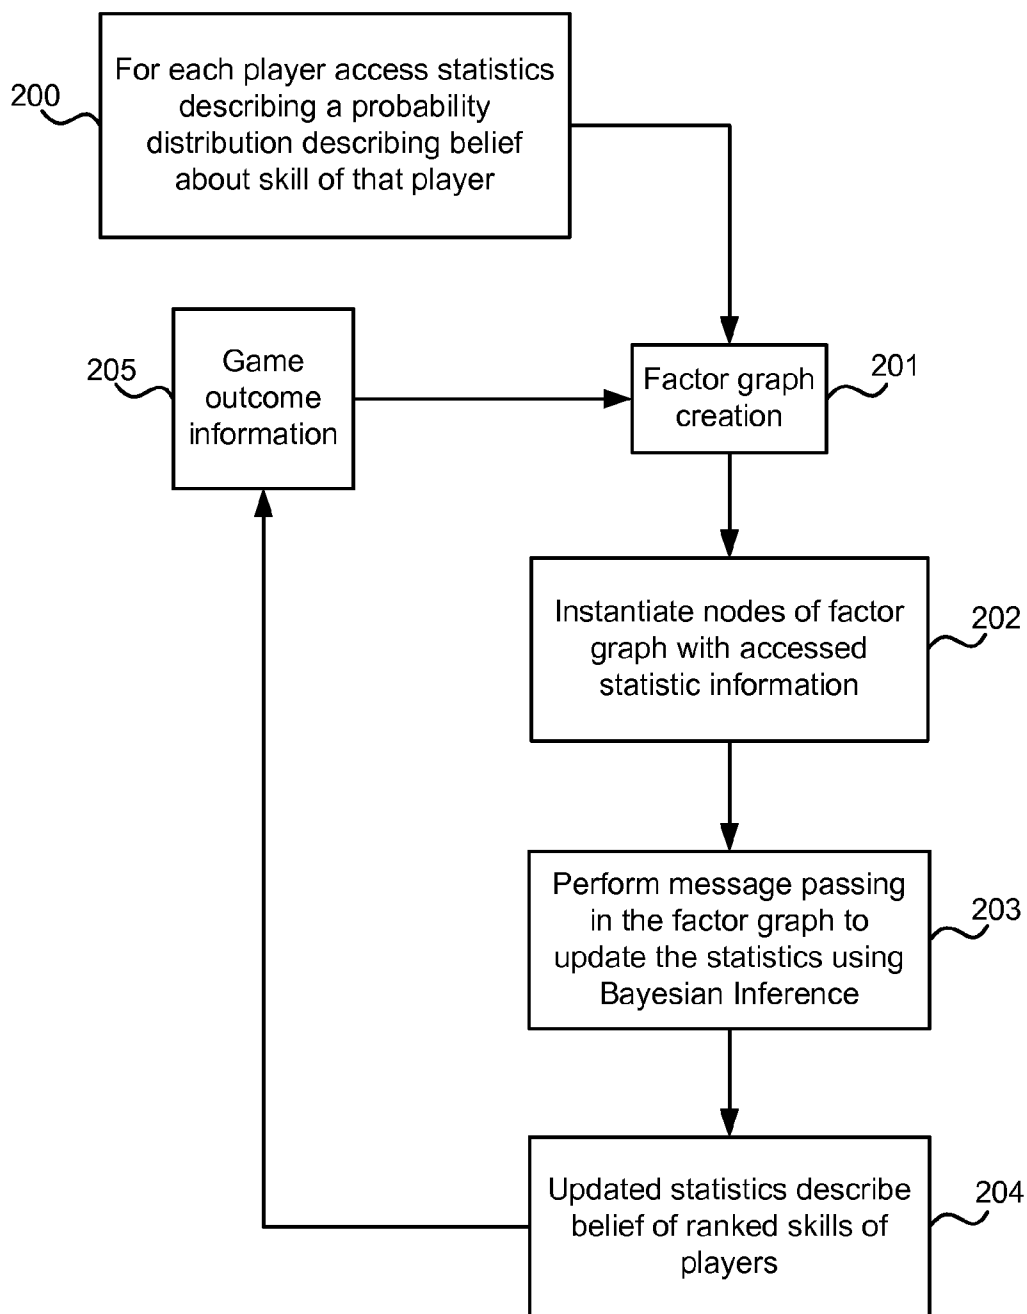 200
For each player access statistics
describing a probability
distribution describing belief
about skill of that player
205
Game
outcome
information
Factor graph
creation
201
Instantiate nodes of factor
graph with accessed
statistic information
202
Perform message passing
in the factor graph to
update the statistics using
Bayesian Inference
203
Updated statistics describe
belief of ranked skills of
players
204